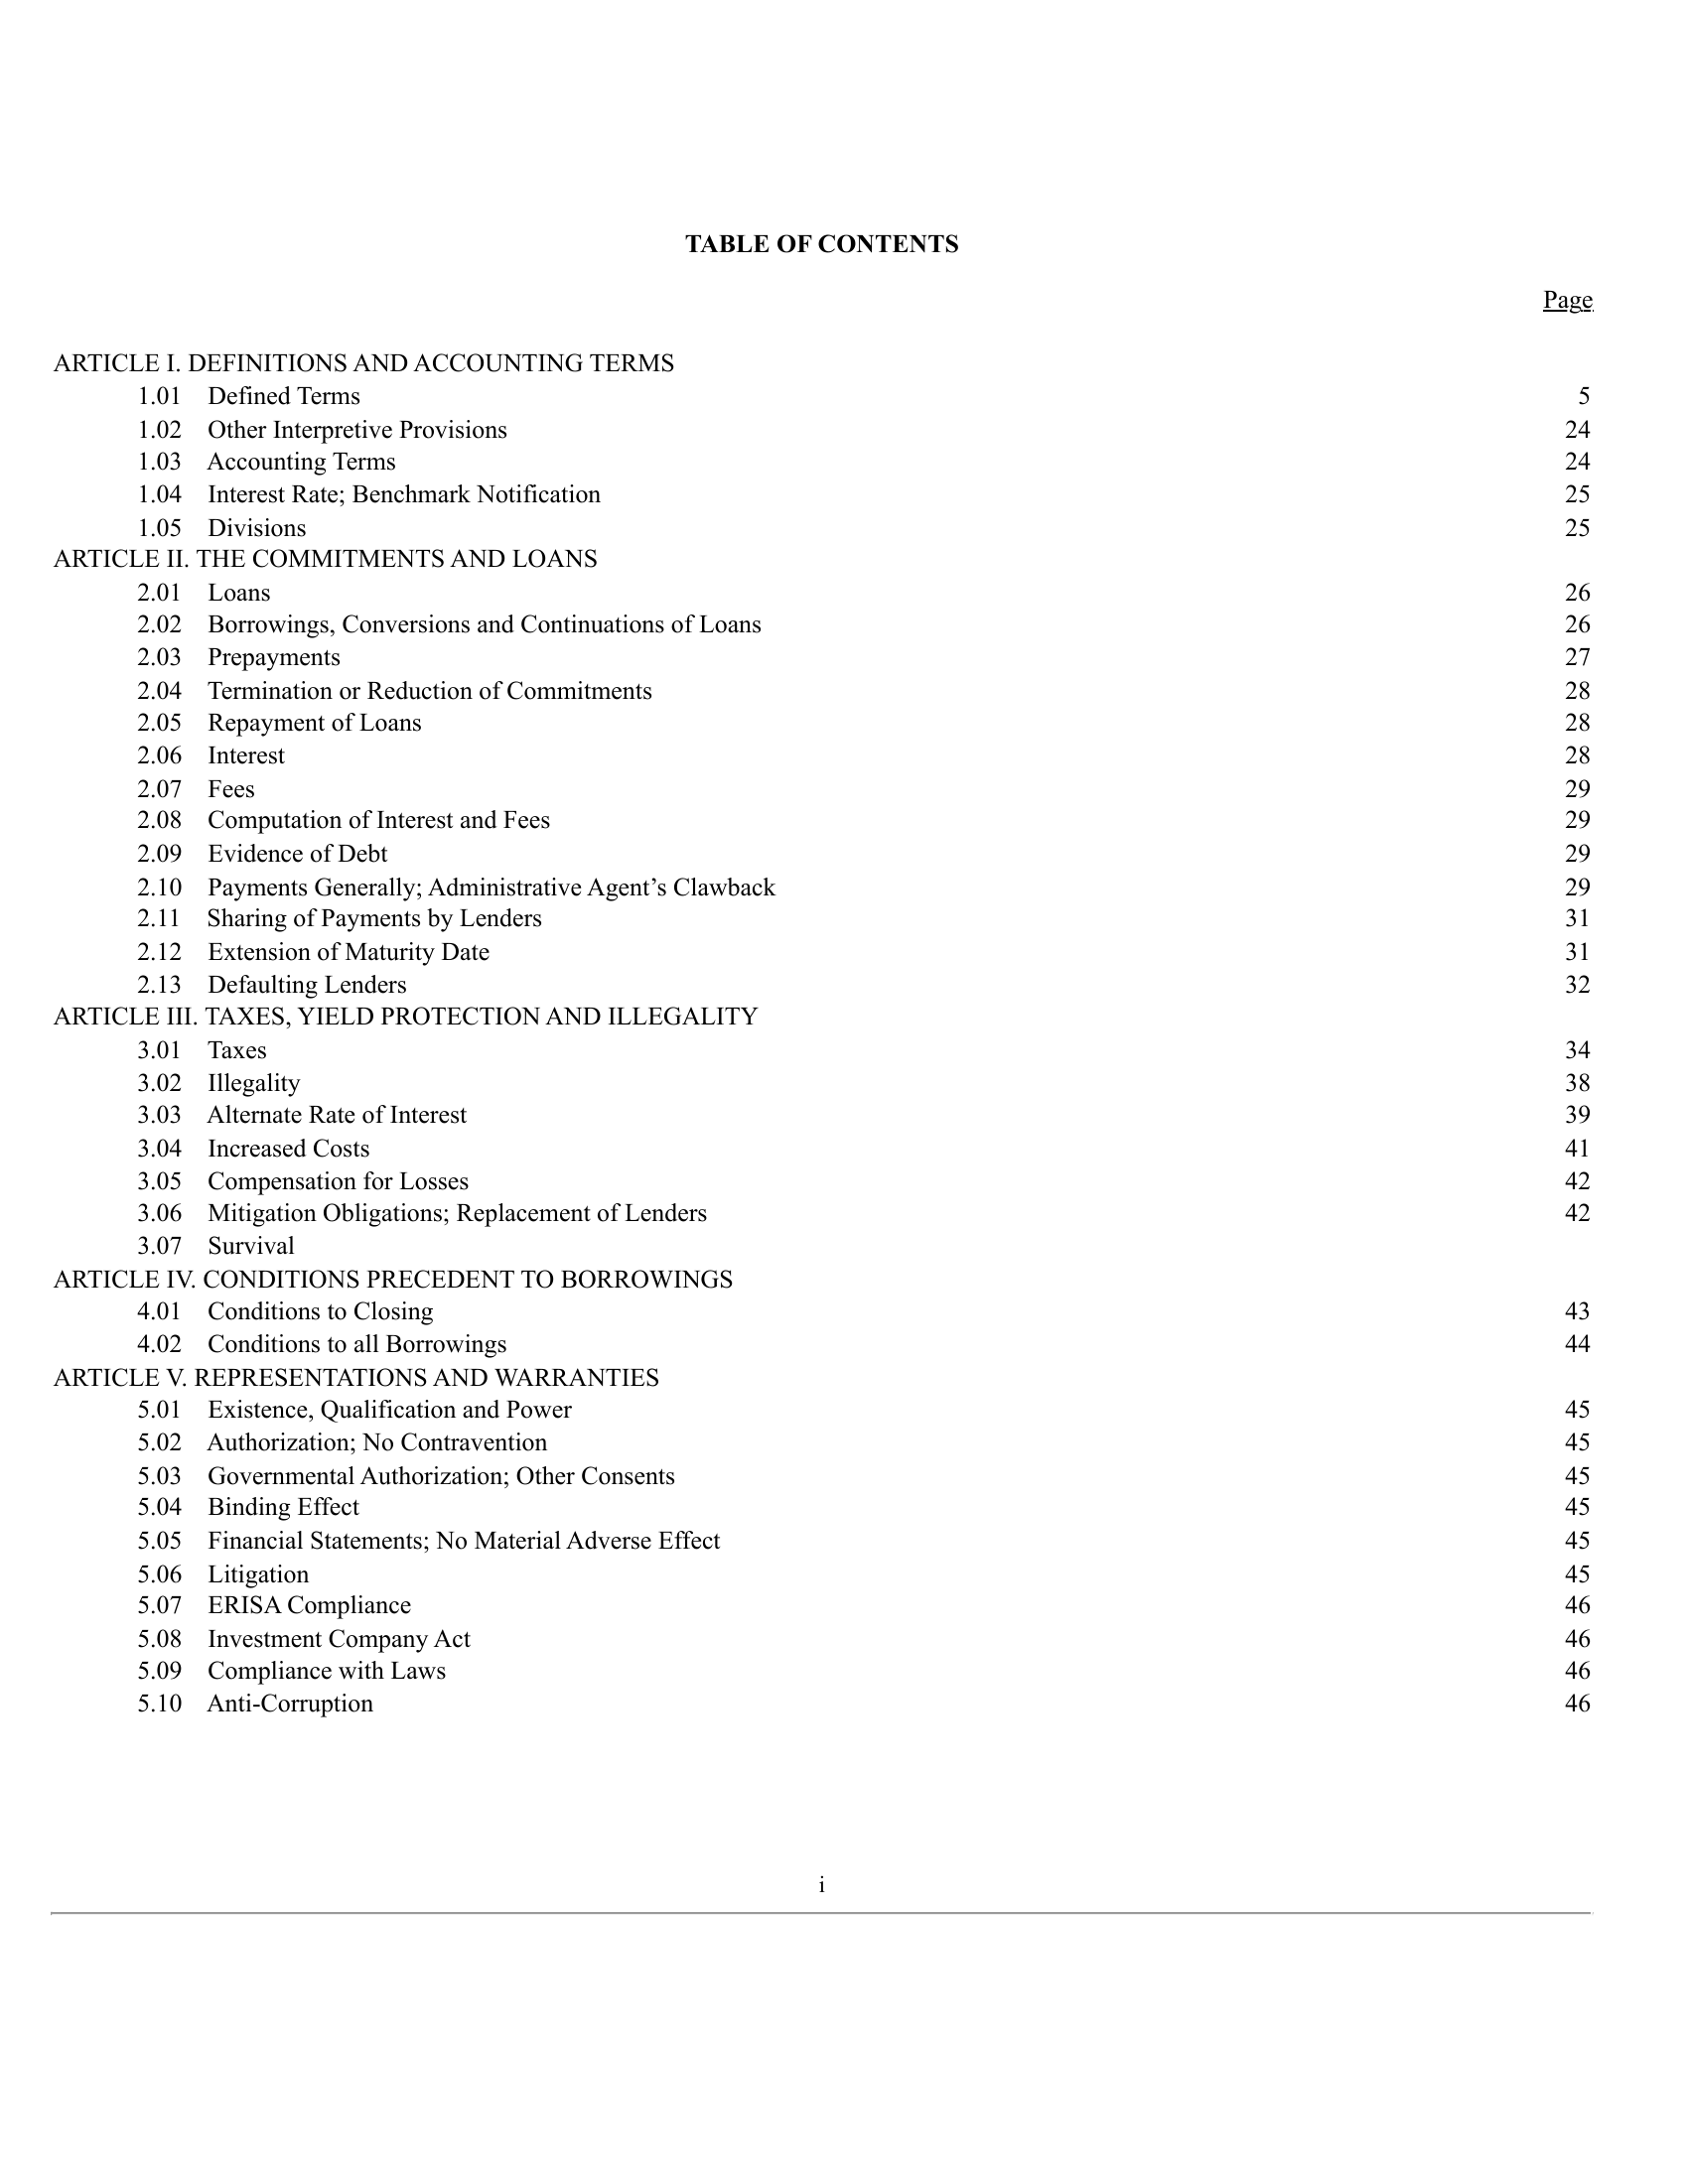 TABLE OF CONTENTS
Page
ARTICLE I. DEFINITIONS AND ACCOUNTING TERMS
1.01 Defined Terms 5
1.02 Other Interpretive Provisions 24
1.03 Accounting Terms 24
1.04 Interest Rate; Benchmark Notification 25
1.05 Divisions 25
ARTICLE II. THE COMMITMENTS AND LOANS
2.01 Loans 26
2.02 Borrowings, Conversions and Continuations of Loans 26
2.03 Prepayments 27
2.04 Termination or Reduction of Commitments 28
2.05 Repayment of Loans 28
2.06 Interest 28
2.07 Fees 29
2.08 Computation of Interest and Fees 29
2.09 Evidence of Debt 29
2.10 Payments Generally; Administrative Agent’s Clawback 29
2.11 Sharing of Payments by Lenders 31
2.12 Extension of Maturity Date 31
2.13 Defaulting Lenders 32
ARTICLE III. TAXES, YIELD PROTECTION AND ILLEGALITY
3.01 Taxes 34
3.02 Illegality 38
3.03 Alternate Rate of Interest 39
3.04 Increased Costs 41
3.05 Compensation for Losses 42
3.06 Mitigation Obligations; Replacement of Lenders 42
3.07 Survival
ARTICLE IV. CONDITIONS PRECEDENT TO BORROWINGS
4.01 Conditions to Closing 43
4.02 Conditions to all Borrowings 44
ARTICLE V. REPRESENTATIONS AND WARRANTIES
5.01 Existence, Qualification and Power 45
5.02 Authorization; No Contravention 45
5.03 Governmental Authorization; Other Consents 45
5.04 Binding Effect 45
5.05 Financial Statements; No Material Adverse Effect 45
5.06 Litigation 45
5.07 ERISA Compliance 46
5.08 Investment Company Act 46
5.09 Compliance with Laws 46
5.10 Anti-Corruption 46
i